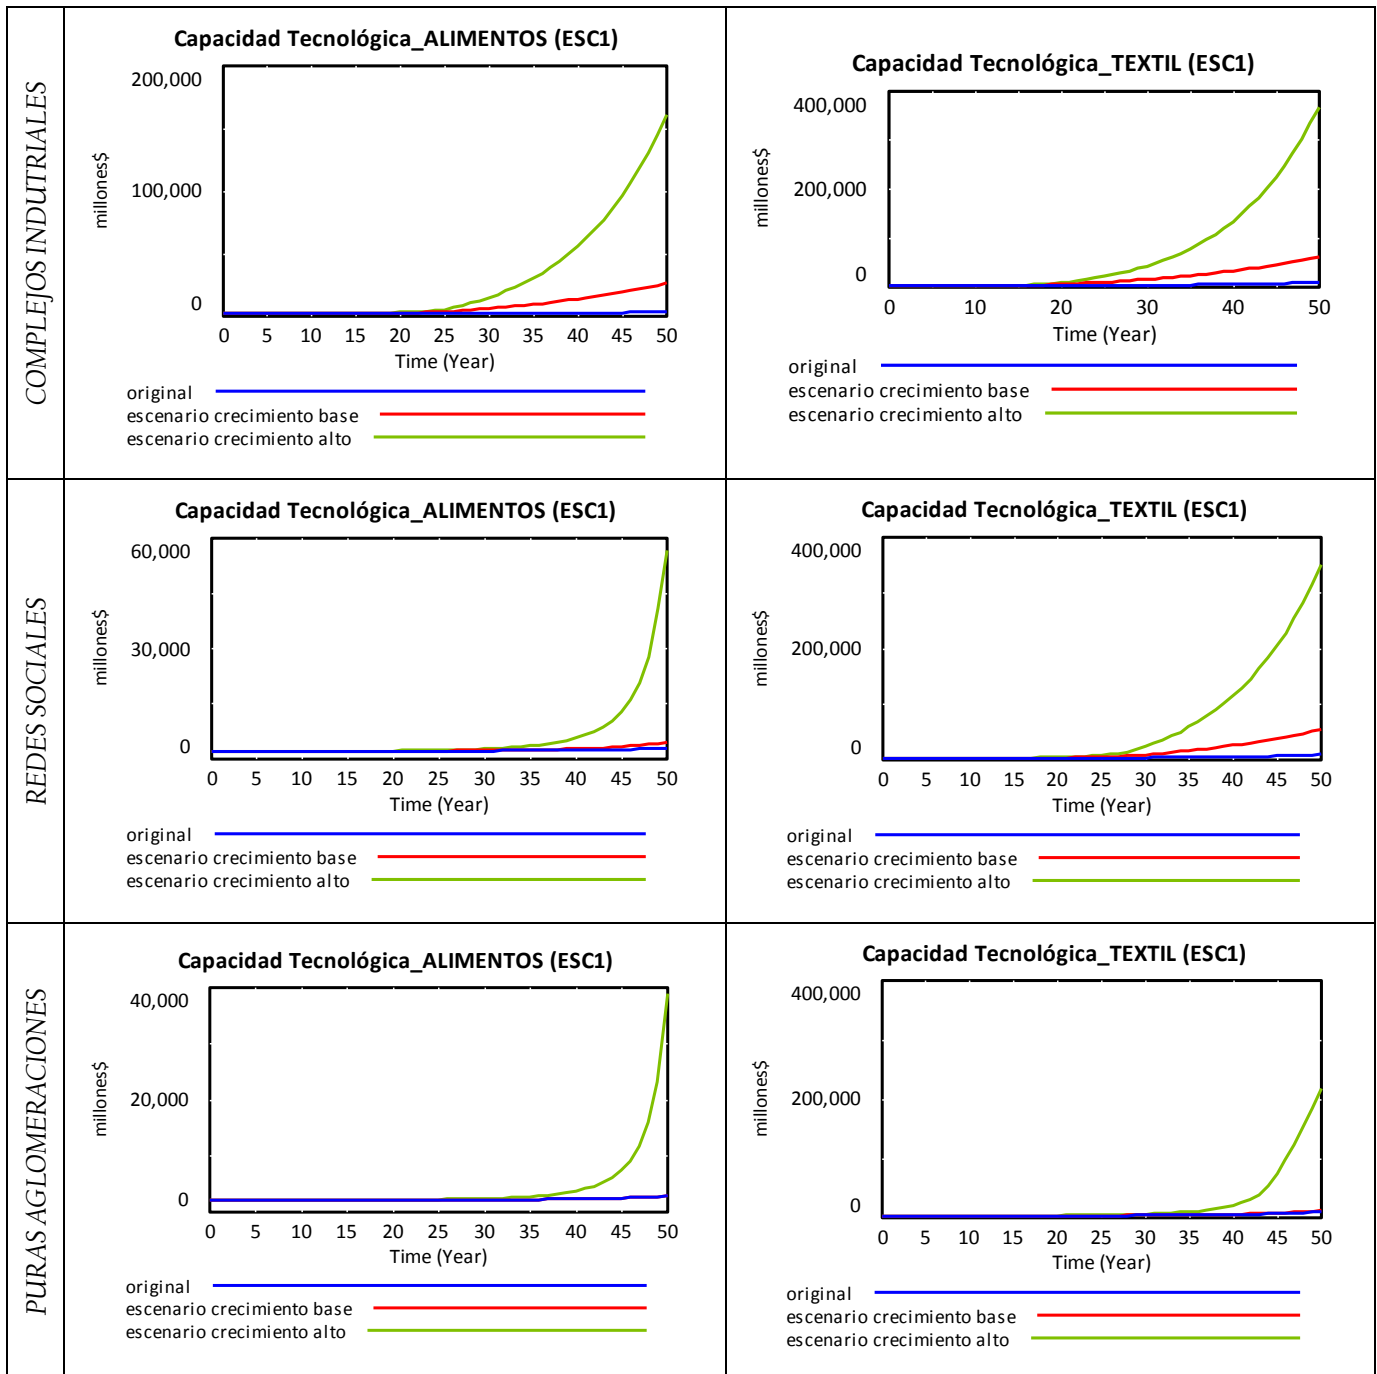 COMPLEJOS INDUTRIALES
Capacidad Tecnológica_ALIMENTOS (ESC1)
200,000
100,000
0
millones$
0 5 10 15 20 25 30 35 40 45 50
Time (Year)
original
escenario crecimiento base
escenario crecimiento alto
Capacidad Tecnológica_TEXTIL (ESC1)
400,000
200,000
0
millones$
0 5 10 15 20 25 30 35 40 45 50
Time (Year)
original
escenario crecimiento base
escenario crecimiento alto
REDES SOCIALES
Capacidad Tecnológica_ALIMENTOS (ESC1)
60,000
30,000
0
millones$
0 5 10 15 20 25 30 35 40 45 50
Time (Year)
original
escenario crecimiento base
escenario crecimiento alto
Capacidad Tecnológica_TEXTIL (ESC1)
400,000
200,000
0
millones$
0 5 10 15 20 25 30 35 40 45 50
Time (Year)
original
escenario crecimiento base
escenario crecimiento alto
PURAS AGLOMERACIONES
Capacidad Tecnológica_ALIMENTOS (ESC1)
40,000
20,000
0
millones$
0 5 10 15 20 25 30 35 40 45 50
Time (Year)
original
escenario crecimiento base
escenario crecimiento alto
Capacidad Tecnológica_TEXTIL (ESC1)
400,000
200,000
0
millones$
0 5 10 15 20 25 30 35 40 45 50
Time (Year)
original
escenario crecimiento base
escenario crecimiento alto